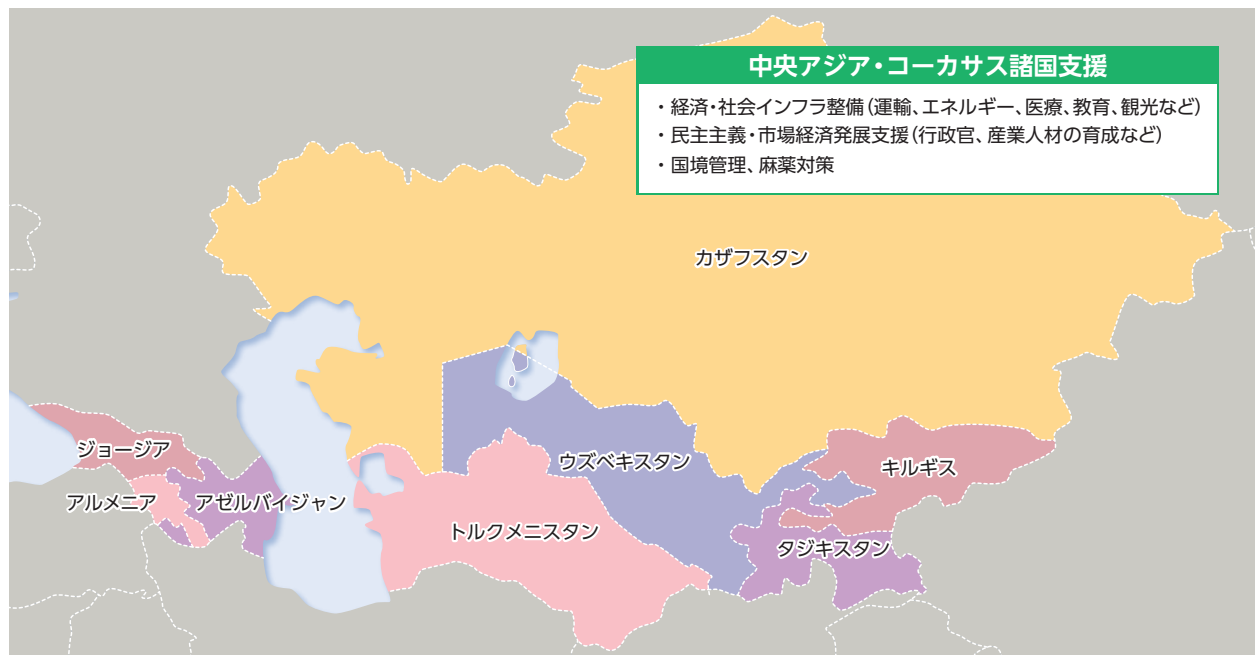 中央アジア・コーカサス諸国支援
・経済・社会インフラ整備（運輸、エネルギー、医療、教育、観光など）
・民主主義・市場経済発展支援（行政官、産業人材の育成など）
・国境管理、麻薬対策
カザフスタン
ジョージア
ウズベキスタン
キルギス
アルメニア
アゼルバイジャン
トルクメニスタン
タジキスタン